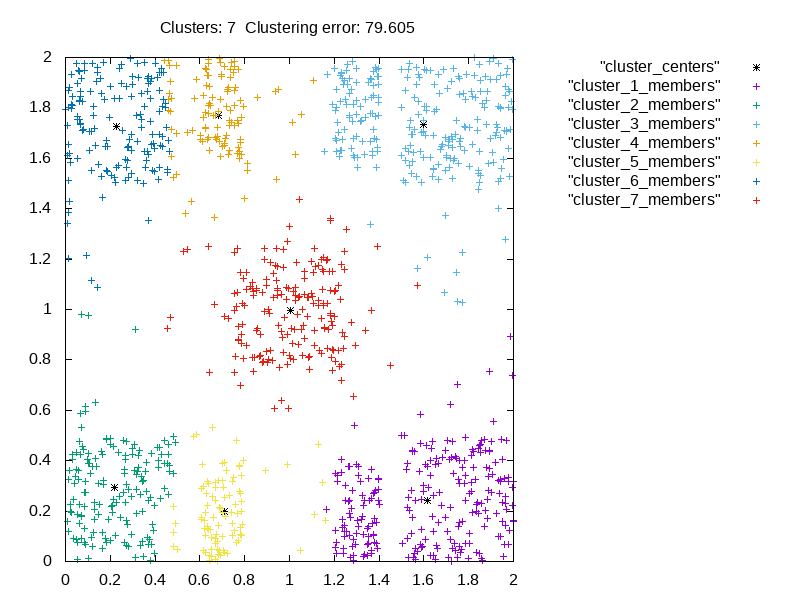 Clusters: 7  Clustering error: 79.605
"cluster_centers"
"cluster_1_members"
"cluster_2_members"
"cluster_3_members"
"cluster_4_members"
"cluster_5_members"
"cluster_6_members"
"cluster_7_members"
2
1.8
1.6
1.4
1.2
1
0.8
0.6
0.4
0.2
0
0 0.2 0.4 0.6 0.8 1 1.2 1.4 1.6 1.8 2